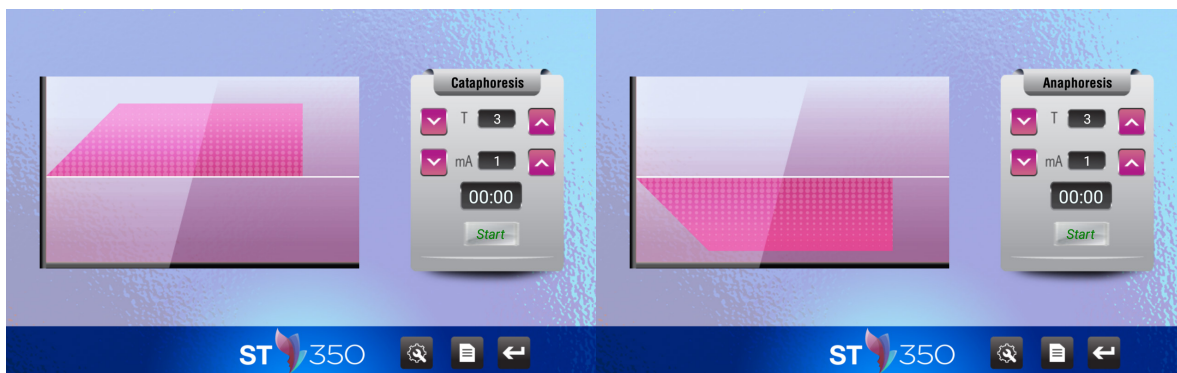 Cataphoresis
T 3
mA 1
00:00
Start
ST 350
Anaphoresis
T 3
mA 1
00:00
Start
ST 350